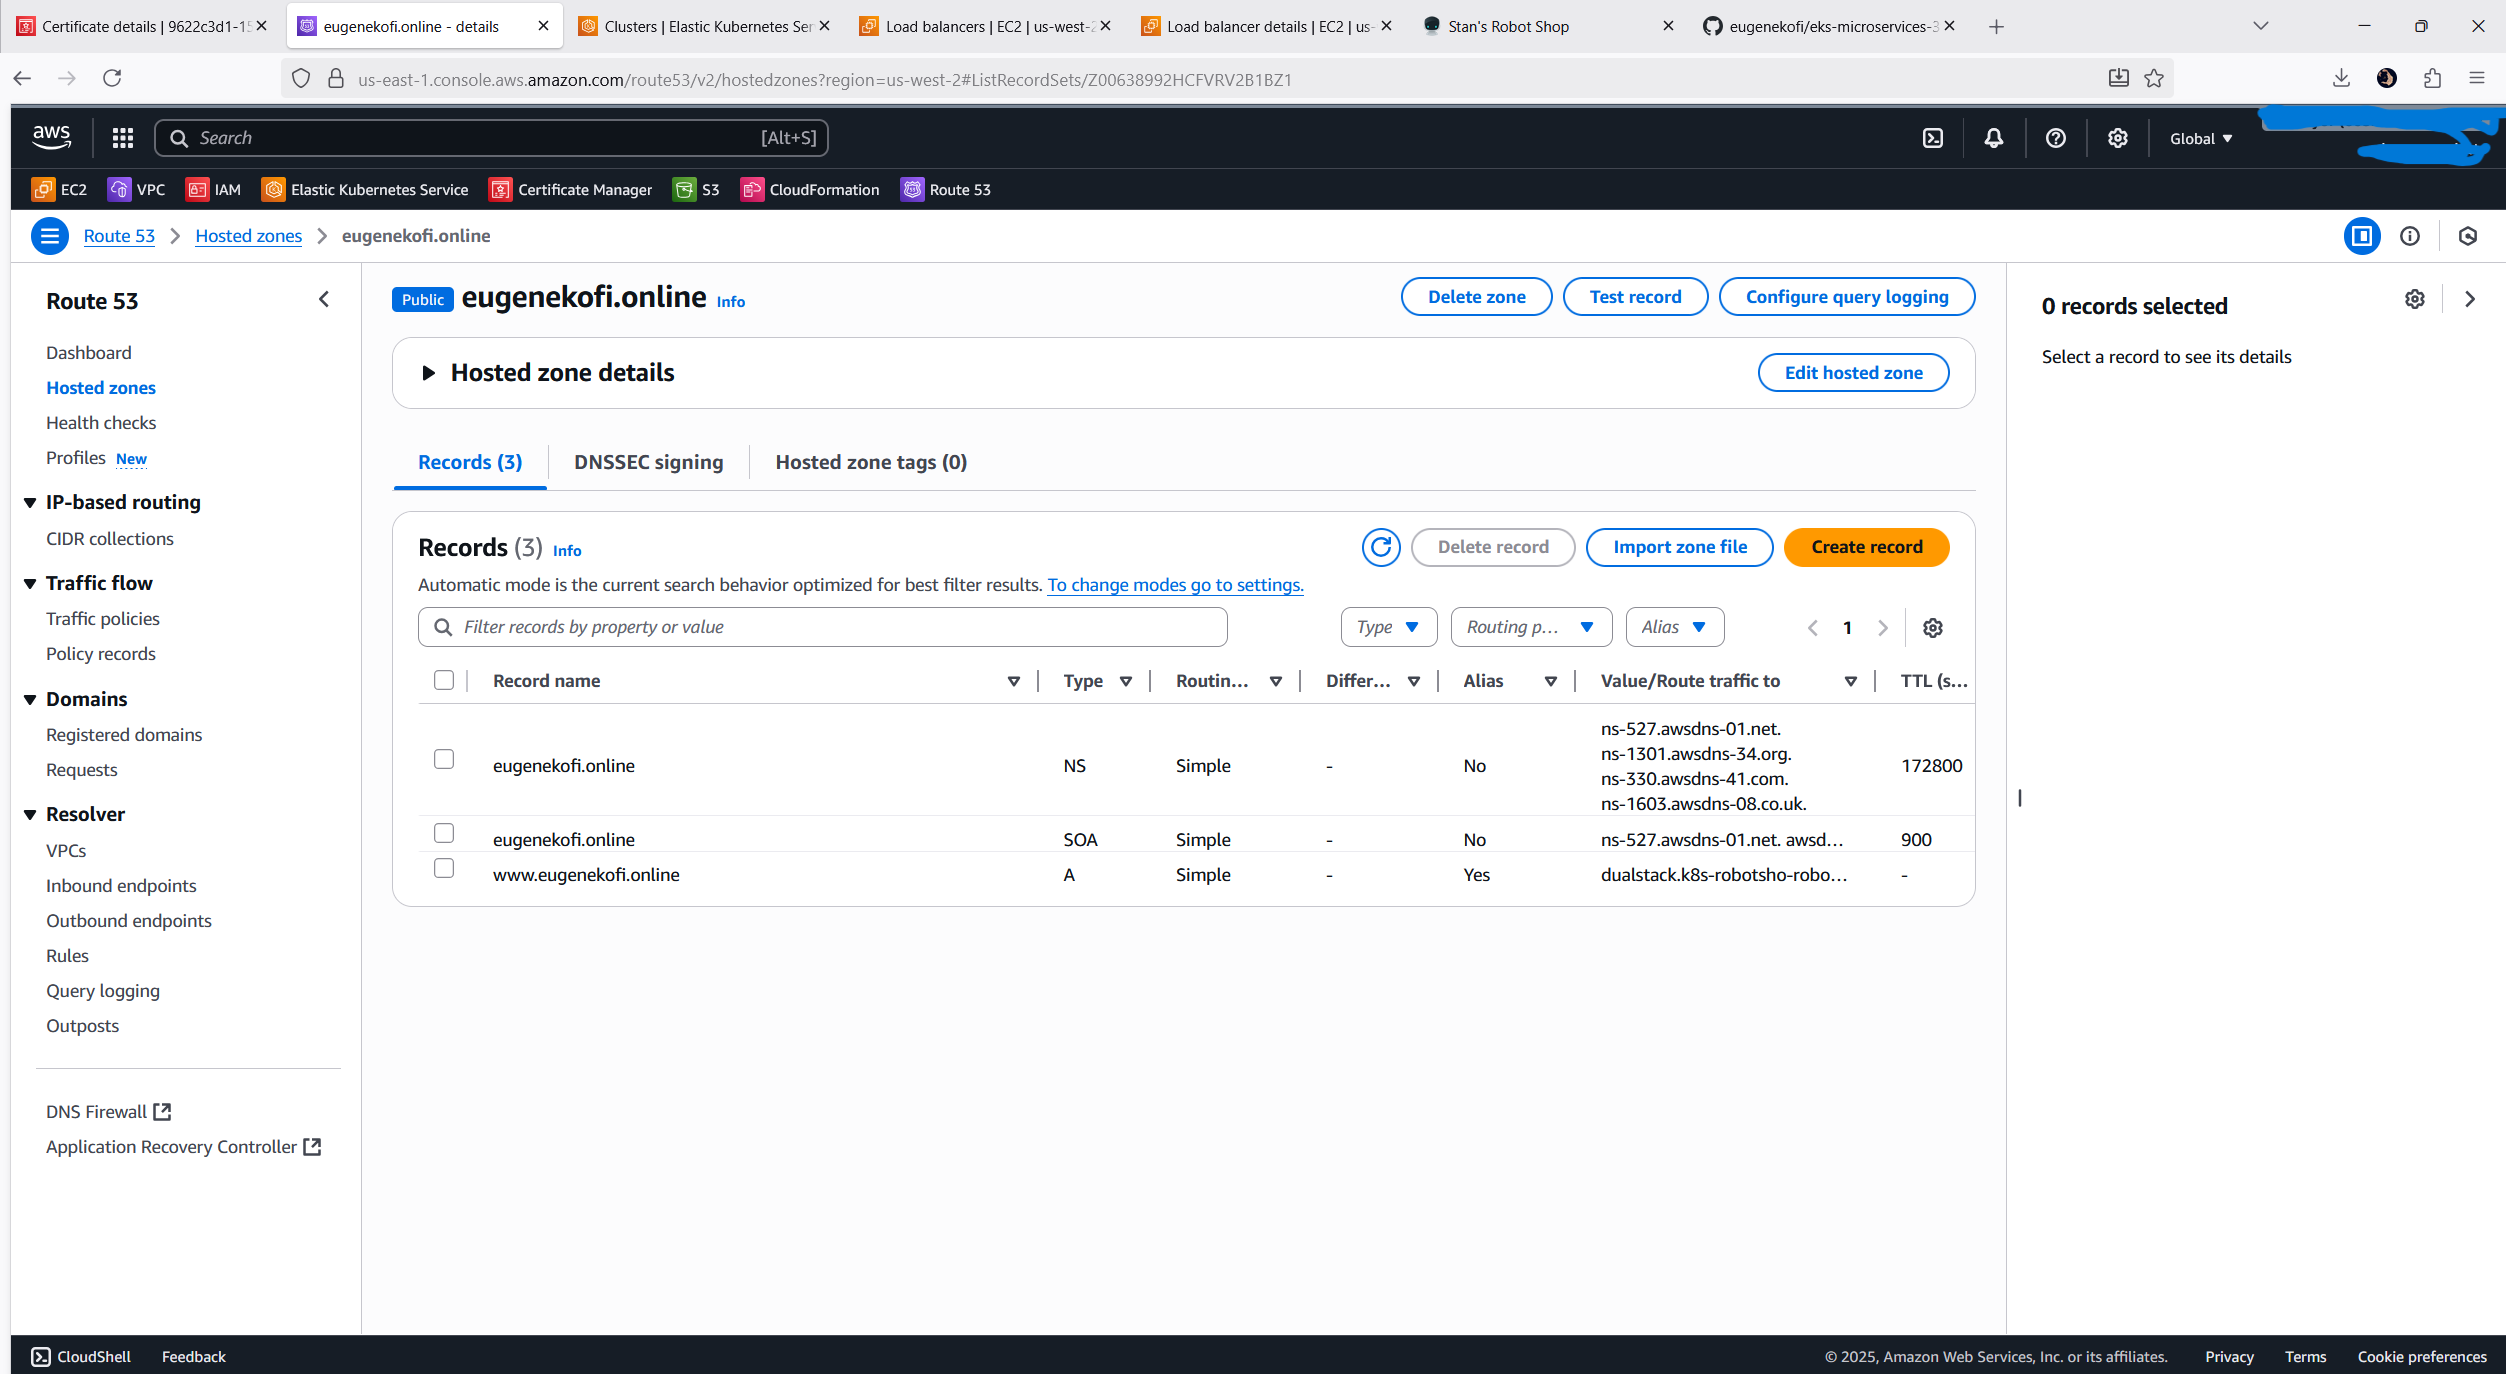 Certificate details | 9622c3d1-15
eugenekofi.online - details
Clusters | Elastic Kubernetes Ser
Load balancers | EC2 | us-west-2
Load balancer details | EC2 | us-
Stan's Robot Shop
eugenekofi/eks-microservices-3
us-east-1.console.aws.amazon.com/route53/v2/hostedzones?region=us-west-2#ListRecordSets/Z00638992HCFVRV2B1BZ1
aws
Search
[Alt+S]
Global
EC2
VPC
IAM
Elastic Kubernetes Service
Certificate Manager
S3
CloudFormation
Route 53
Route 53
Hosted zones
eugenekofi.online
Route 53
Dashboard
Hosted zones
Health checks
Profiles New
IP-based routing
CIDR collections
Traffic flow
Traffic policies
Policy records
Domains
Registered domains
Requests
Resolver
VPCs
Inbound endpoints
Outbound endpoints
Rules
Query logging
Outposts
DNS Firewall
Application Recovery Controller
Public eugenekofi.online Info
Delete zone
Test record
Configure query logging
Hosted zone details
Edit hosted zone
Records (3)
DNSSEC signing
Hosted zone tags (0)
Records (3) Info
Delete record
Import zone file
Create record
Automatic mode is the current search behavior optimized for best filter results. To change modes go to settings.
Filter records by property or value
Type
Routing p...
Alias
1
Record name
Type
Routin...
Differ...
Alias
Value/Route traffic to
TTL (s...
eugenekofi.online
NS
Simple
-
No
ns-527.awsdns-01.net.
ns-1301.awsdns-34.org.
ns-330.awsdns-41.com.
ns-1603.awsdns-08.co.uk.
172800
eugenekofi.online
SOA
Simple
-
No
ns-527.awsdns-01.net. awsd...
900
www.eugenekofi.online
A
Simple
-
Yes
dualstack.k8s-robotsho-robo...
-
0 records selected
Select a record to see its details
CloudShell
Feedback
© 2025, Amazon Web Services, Inc. or its affiliates.
Privacy
Terms
Cookie preferences